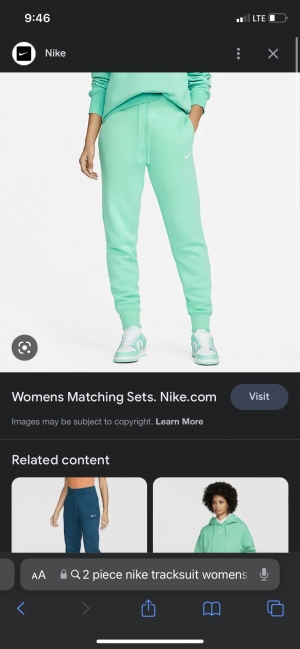 9:46
LTE
Nike
Womens Matching Sets. Nike.com
Visit
Images may be subject to copyright. Learn More
Related content
AA
2 piece nike tracksuit womens